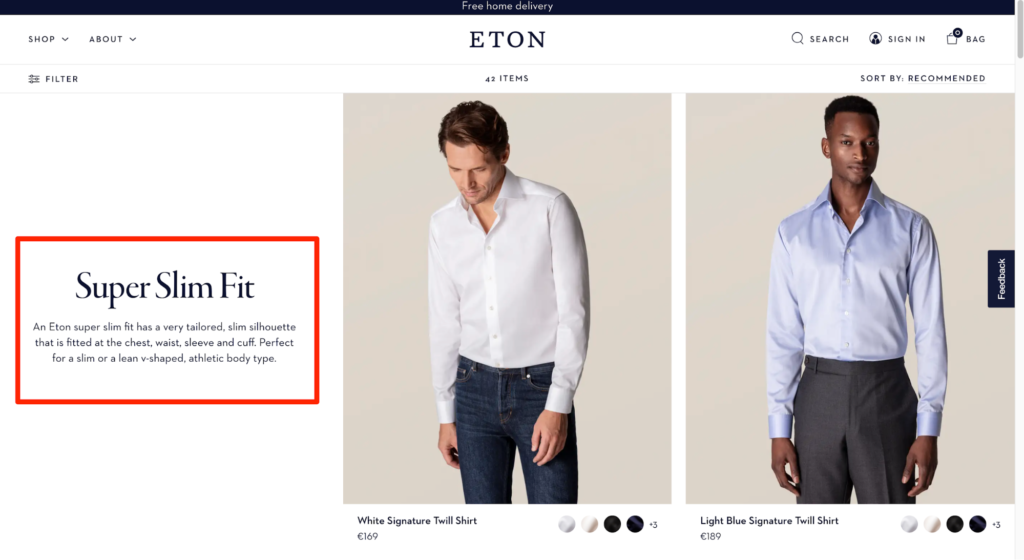 Free home delivery
SHOP ABOUT ETON SEARCH SIGN IN 0 BAG
FILTER 42 ITEMS SORT BY: RECOMMENDED
Super Slim Fit
An Eton super slim fit has a very tailored, slim silhouette
that is fitted at the chest, waist, sleeve and cuff. Perfect
for a slim or a lean v-shaped, athletic body type.
Feedback
White Signature Twill Shirt +3
€169
Light Blue Signature Twill Shirt +3
€189